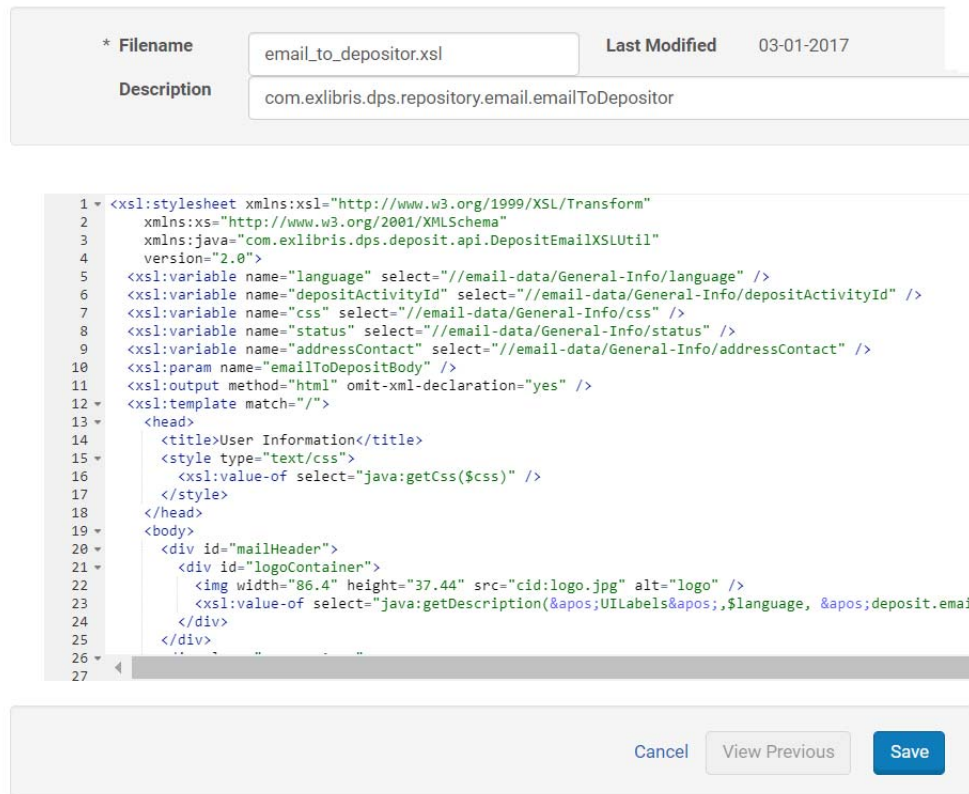 * Filename email_to_depositor.xsl Last Modified 03-01-2017
Description com.exlibris.dps.repository.email.emailToDepositor
1 <xsl:stylesheet xmlns:xsl="http://www.w3.org/1999/XSL/Transform"
2 xmlns:xs="http://www.w3.org/2001/XMLSchema"
3 xmlns:java="com.exlibris.dps.deposit.api.DepositEmailXSLUtil"
4 version="2.0">
5 <xsl:variable name="language" select="//email-data/General-Info/language" />
6 <xsl:variable name="depositActivityId" select="//email-data/General-Info/depositActivityId" />
7 <xsl:variable name="css" select="//email-data/General-Info/css" />
8 <xsl:variable name="status" select="//email-data/General-Info/status" />
9 <xsl:variable name="addressContact" select="//email-data/General-Info/addressContact" />
10 <xsl:param name="emailToDepositBody" />
11 <xsl:output method="html" omit-xml-declaration="yes" />
12 <xsl:template match="/">
13 <head>
14 <title>User Information</title>
15 <style type="text/css">
16 <xsl:value-of select="java:getCss($css)" />
17 </style>
18 </head>
19 <body>
20 <div id="mailHeader">
21 <div id="logoContainer">
22 <img width="86.4" height="37.44" src="cid:logo.jpg" alt="logo" />
23 <xsl:value-of select="java:getDescription(&apos;UILabels&apos;,$language, &apos;deposit.emai
24 </div>
25 </div>
26
27
Cancel View Previous Save